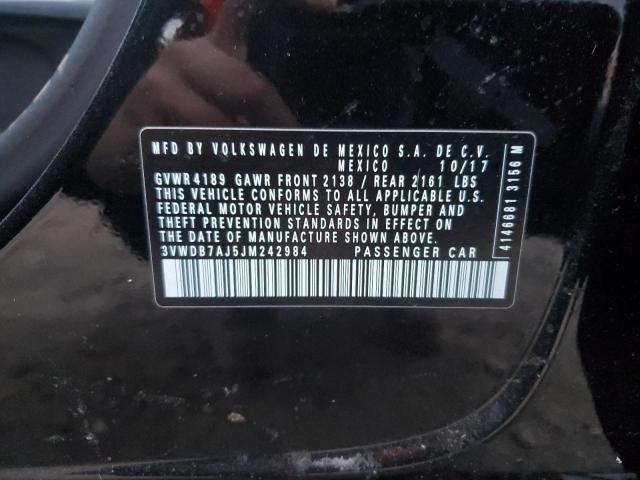 MFD BY VOLKSWAGEN DE MEXICO S.A. DE C.V.
MEXICO 10/17
GVWR4189 GAWR FRONT 2138 / REAR 2161 LBS
THIS VEHICLE CONFORMS TO ALL APPLICABLE U.S.
FEDERAL MOTOR VEHICLE SAFETY, BUMPER AND
THEFT PREVENTION STANDARDS IN EFFECT ON
THE DATE OF MANUFACTURE SHOWN ABOVE.
3VWDB7AJ5JM242984 PASSENGER CAR
4146681 3156 M